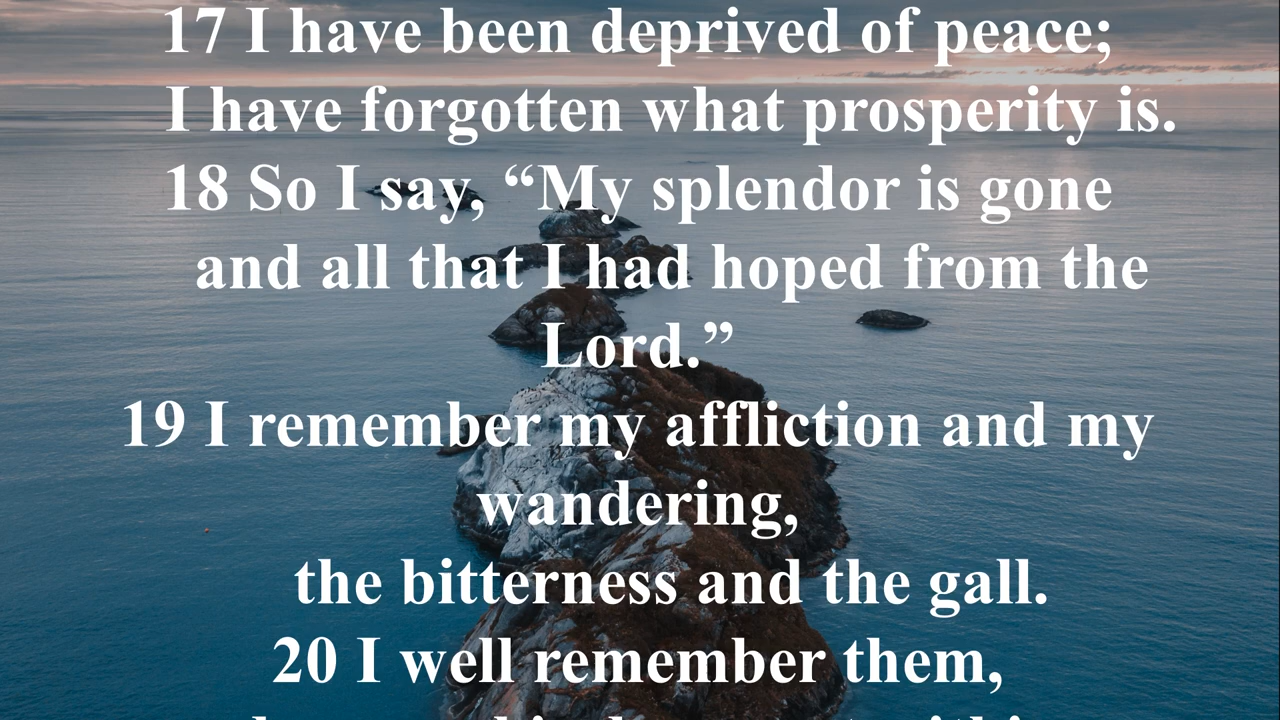 17 I have been deprived of peace;
I have forgotten what prosperity is.
18 So I say, “My splendor is gone
and all that I had hoped from the
Lord.”
19 I remember my affliction and my
wandering,
the bitterness and the gall.
20 I well remember them,